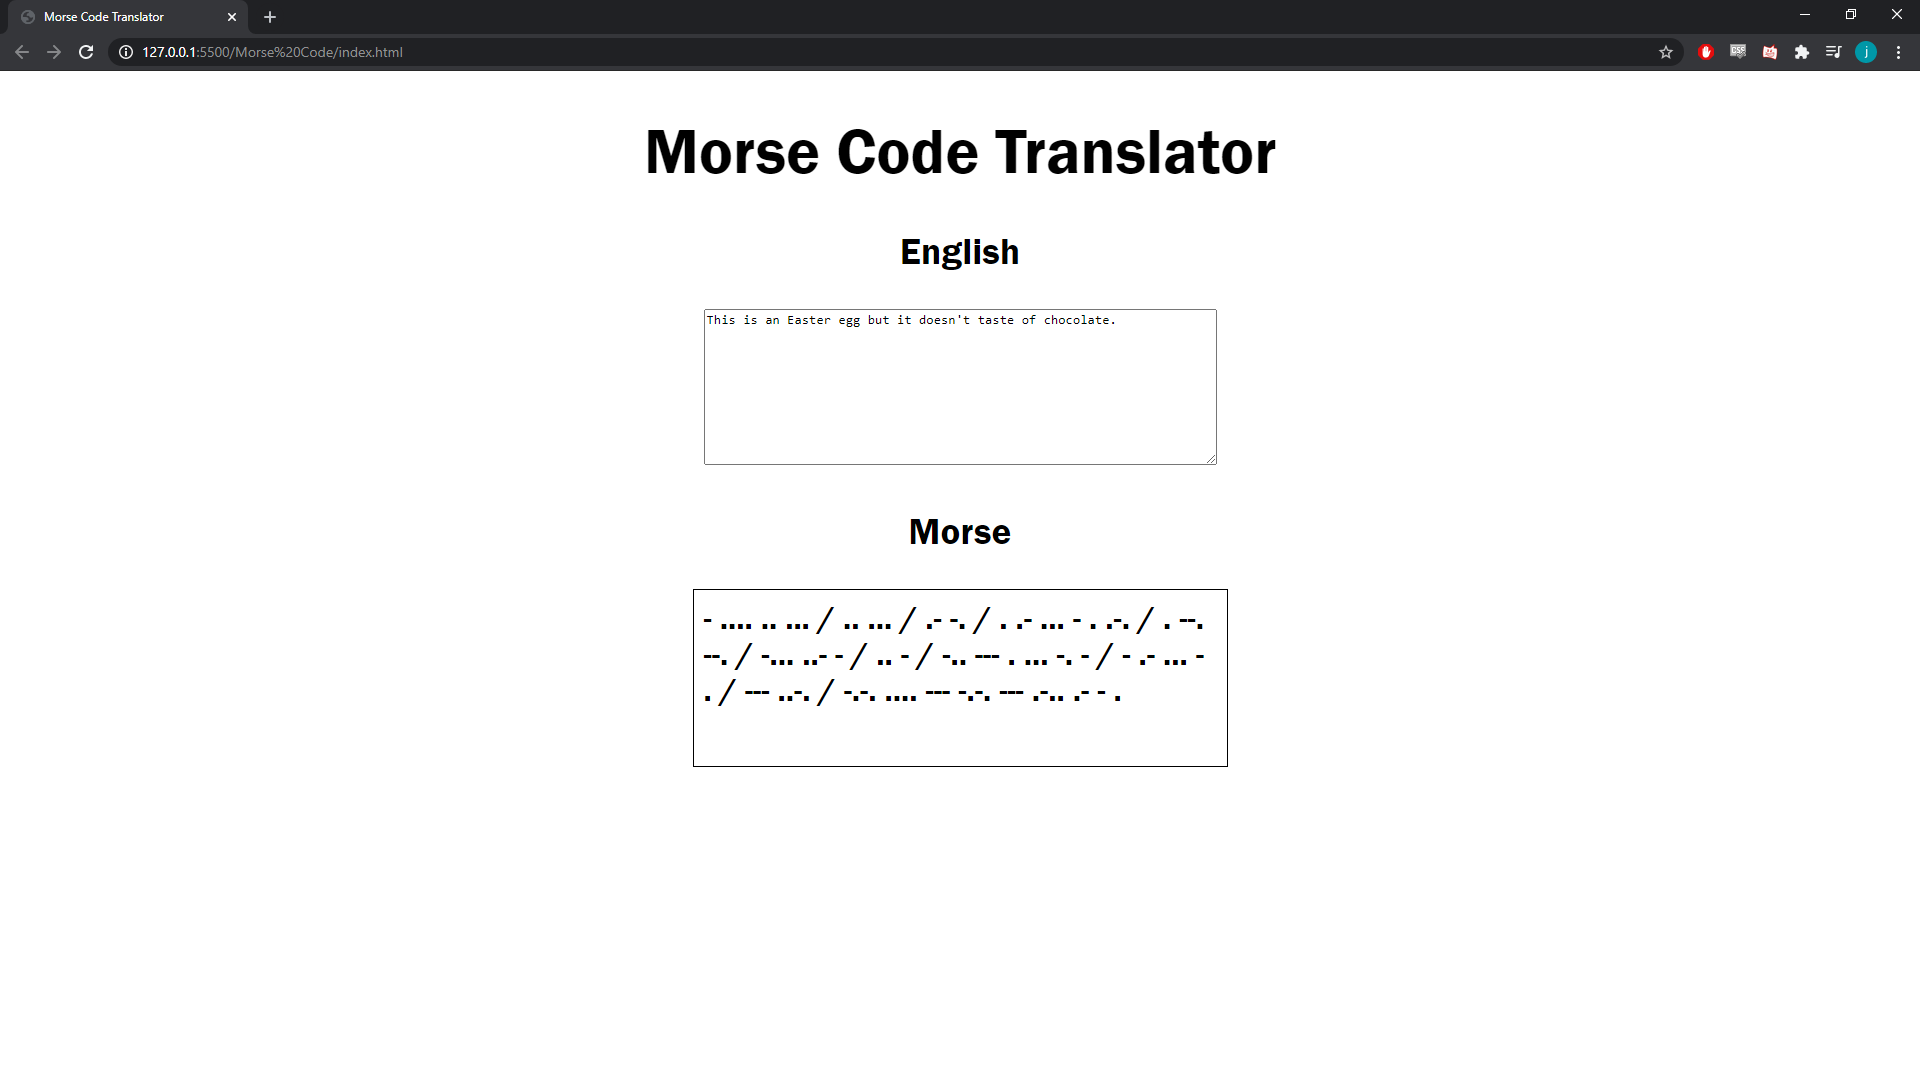 Morse Code Translator
127.0.0.1:5500/Morse%20Code/index.html
CSP
j
Morse Code Translator
English
This is an Easter egg but it doesn't taste of chocolate.
Morse
- .... .. ... / .. ... / .- -. / . .- ... - . .-. / . --.
--. / -... ..- - / .. - / -.. --- . ... -. - / - .- ... -
. / --- ..-. / -.-. .... --- -.-. --- .-.. .- - .